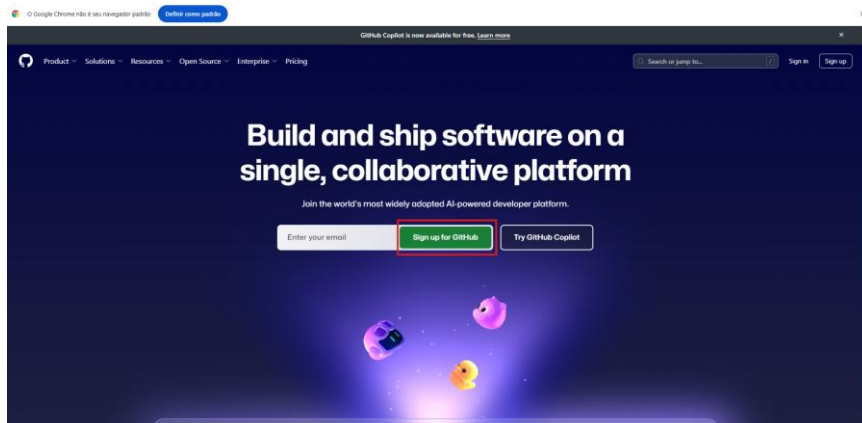 O Google Chrome não é seu navegador padrão Definir como padrão
GitHub Copilot is now available for free. Learn more
Product Solutions Resources Open Source Enterprise Pricing Search or jump to... / Sign in Sign up
Build and ship software on a
single, collaborative platform
Join the world's most widely adopted AI-powered developer platform.
Enter your email Sign up for GitHub Try GitHub Copilot